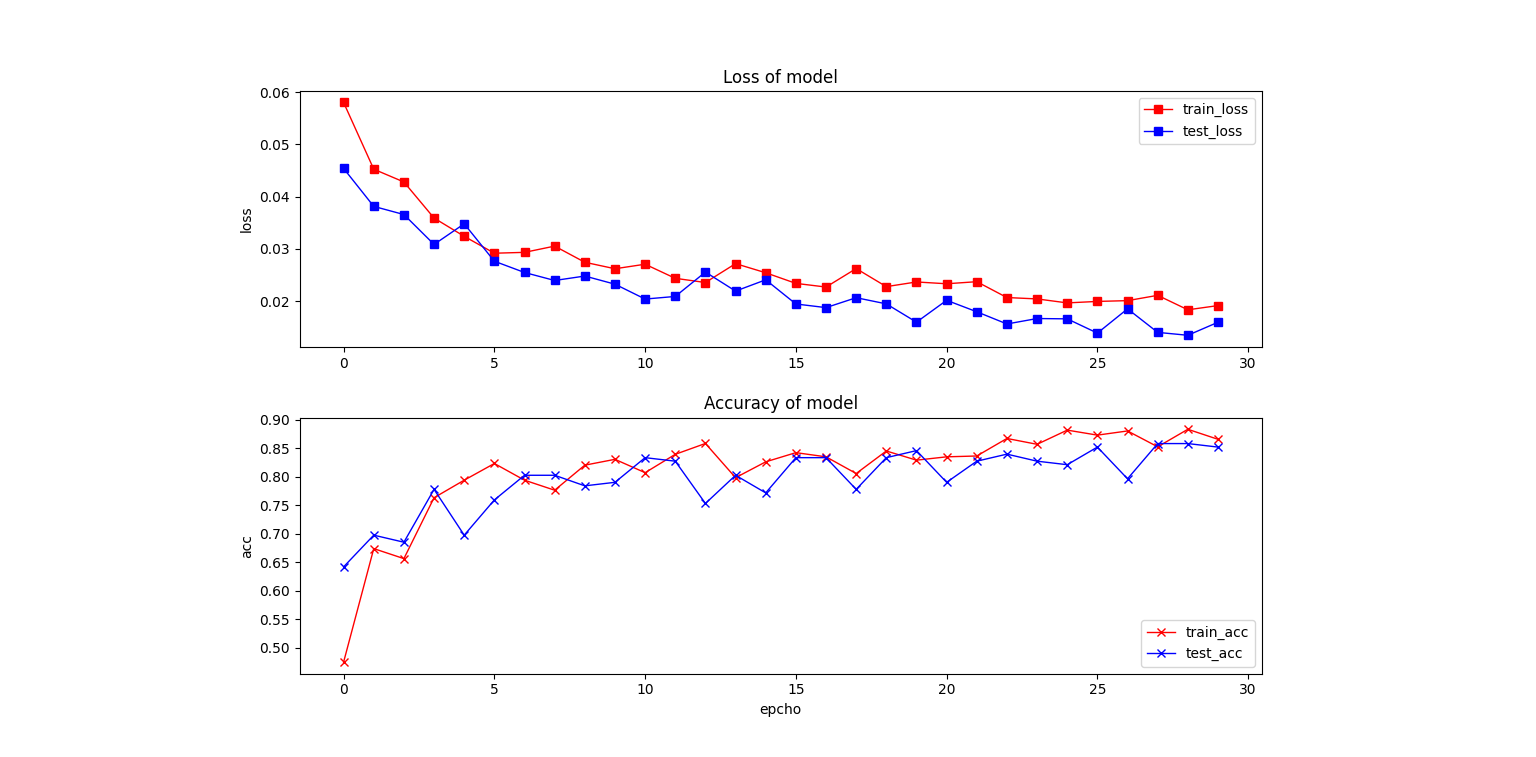 Loss of model
0.06
0.05
0.04
0.03
0.02
loss
train_loss
test_loss
0 5 10 15 20 25 30
Accuracy of model
0.90
0.85
0.80
0.75
0.70
0.65
0.60
0.55
0.50
acc
train_acc
test_acc
0 5 10 15 20 25 30
epcho